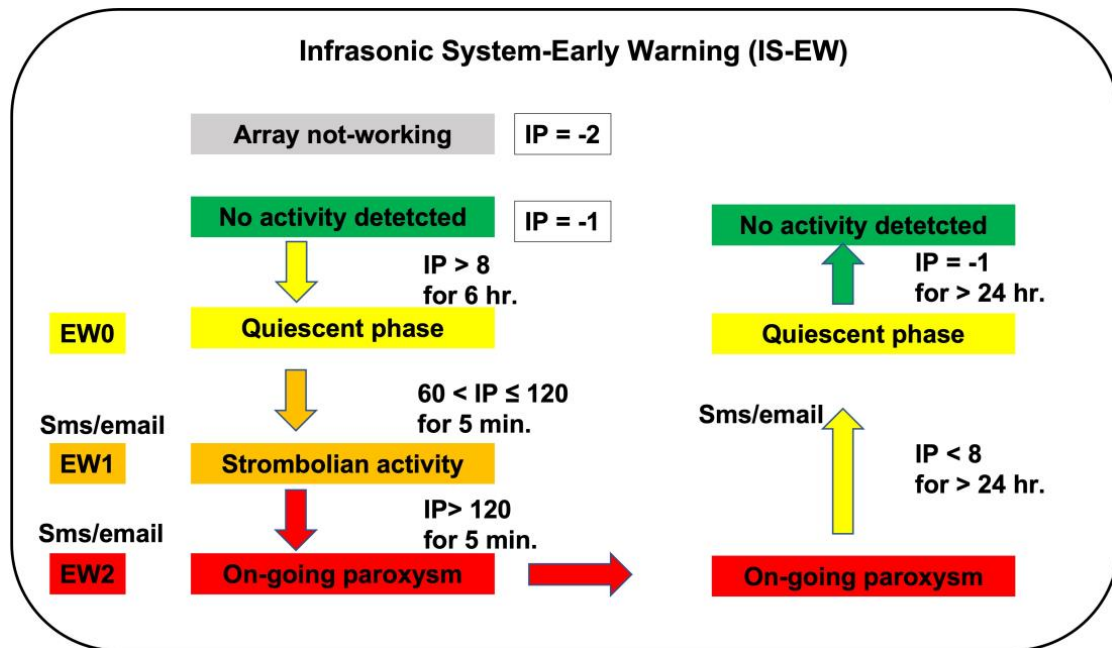 Infrasonic System-Early Warning (IS-EW)
Array not-working
IP = -2
No activity detetcted
IP = -1
IP > 8
for 6 hr.
EW0
Quiescent phase
60 < IP ≤ 120
for 5 min.
Sms/email
EW1
Strombolian activity
IP> 120
for 5 min.
Sms/email
EW2
On-going paroxysm
No activity detetcted
IP = -1
for > 24 hr.
Quiescent phase
Sms/email
IP < 8
for > 24 hr.
On-going paroxysm